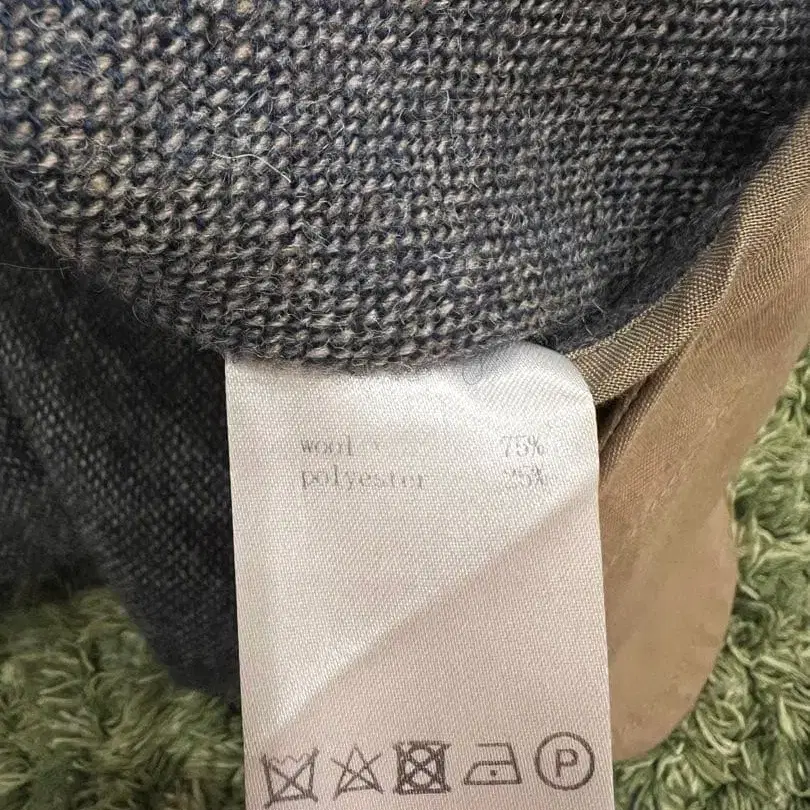 wool 75%
polyester 25%
P